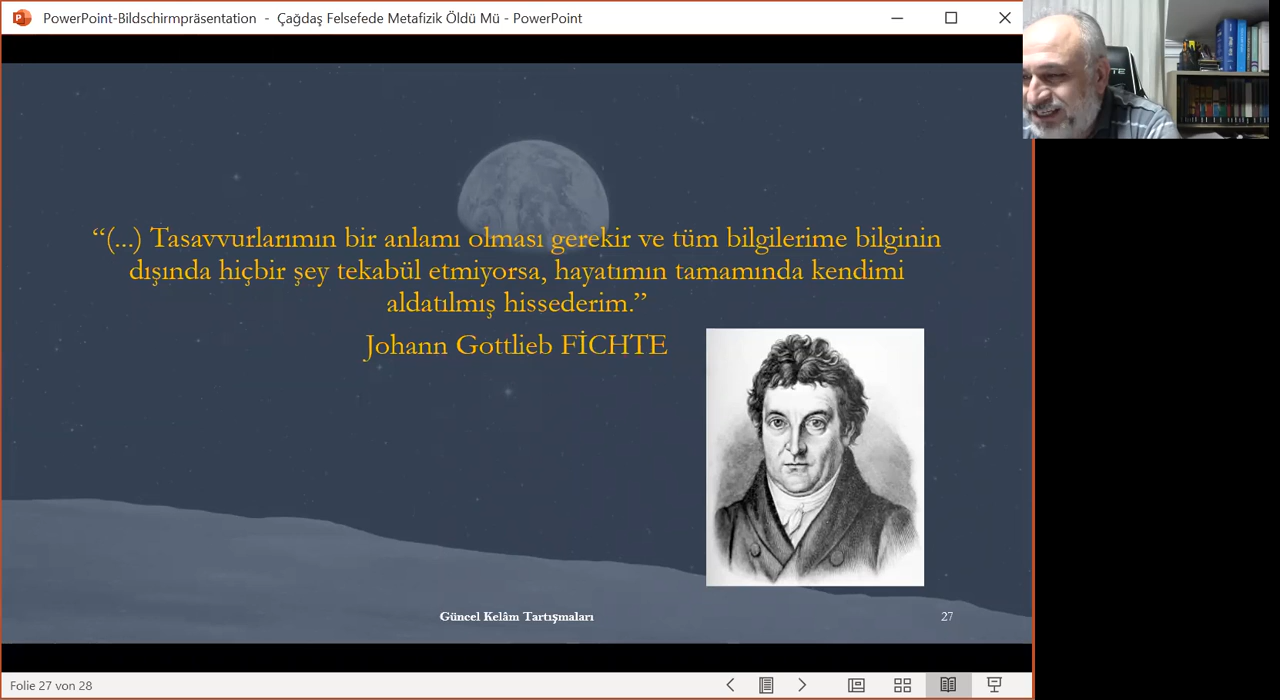 PowerPoint-Bildschirmpräsentation - Çağdaş Felsefede Metafizik Öldü Mü - PowerPoint
“(...) Tasavvurlarımın bir anlamı olması gerekir ve tüm bilgilerime bilginin
dışında hiçbir şey tekabül etmiyorsa, hayatımın tamamında kendimi
aldatılmış hissederim.”
Johann Gottlieb FİCHTE
Güncel Kelâm Tartışmaları
27
Folie 27 von 28